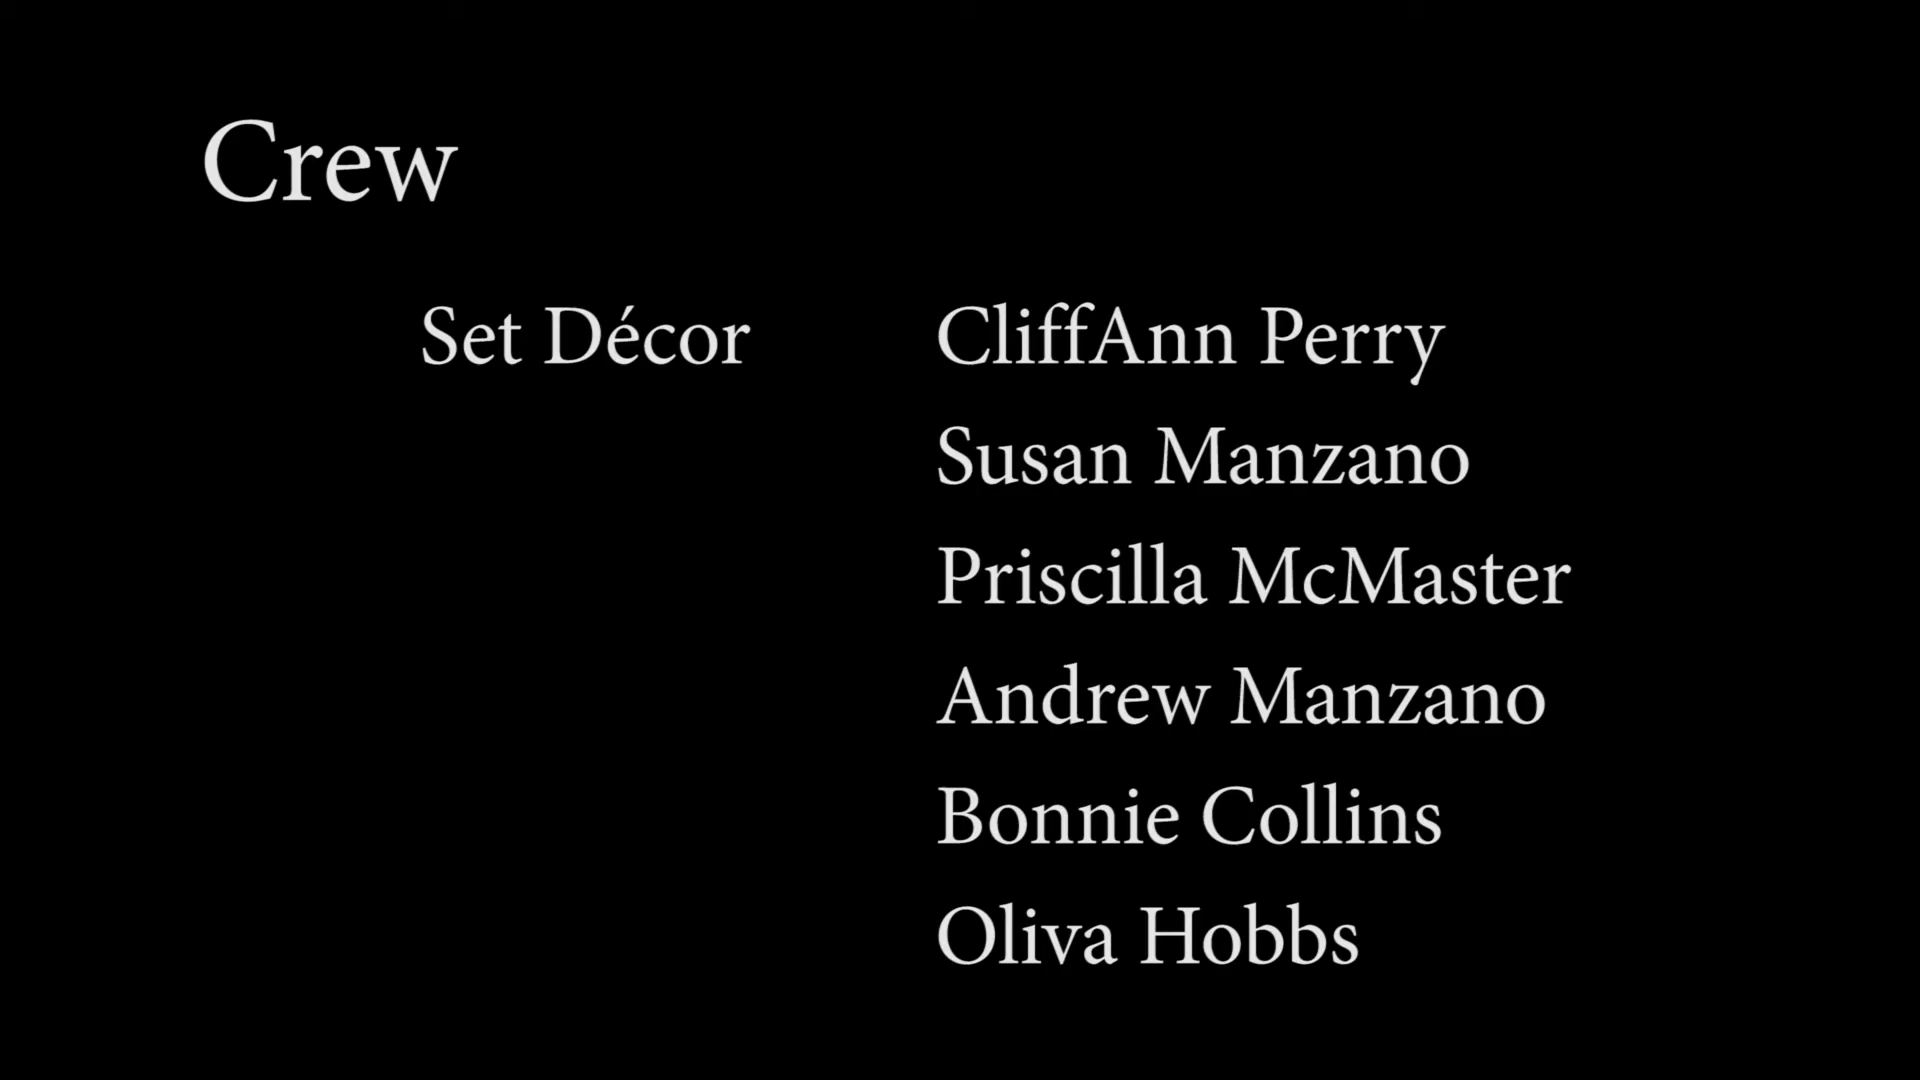 Crew
Set Décor CliffAnn Perry
Susan Manzano
Priscilla McMaster
Andrew Manzano
Bonnie Collins
Oliva Hobbs